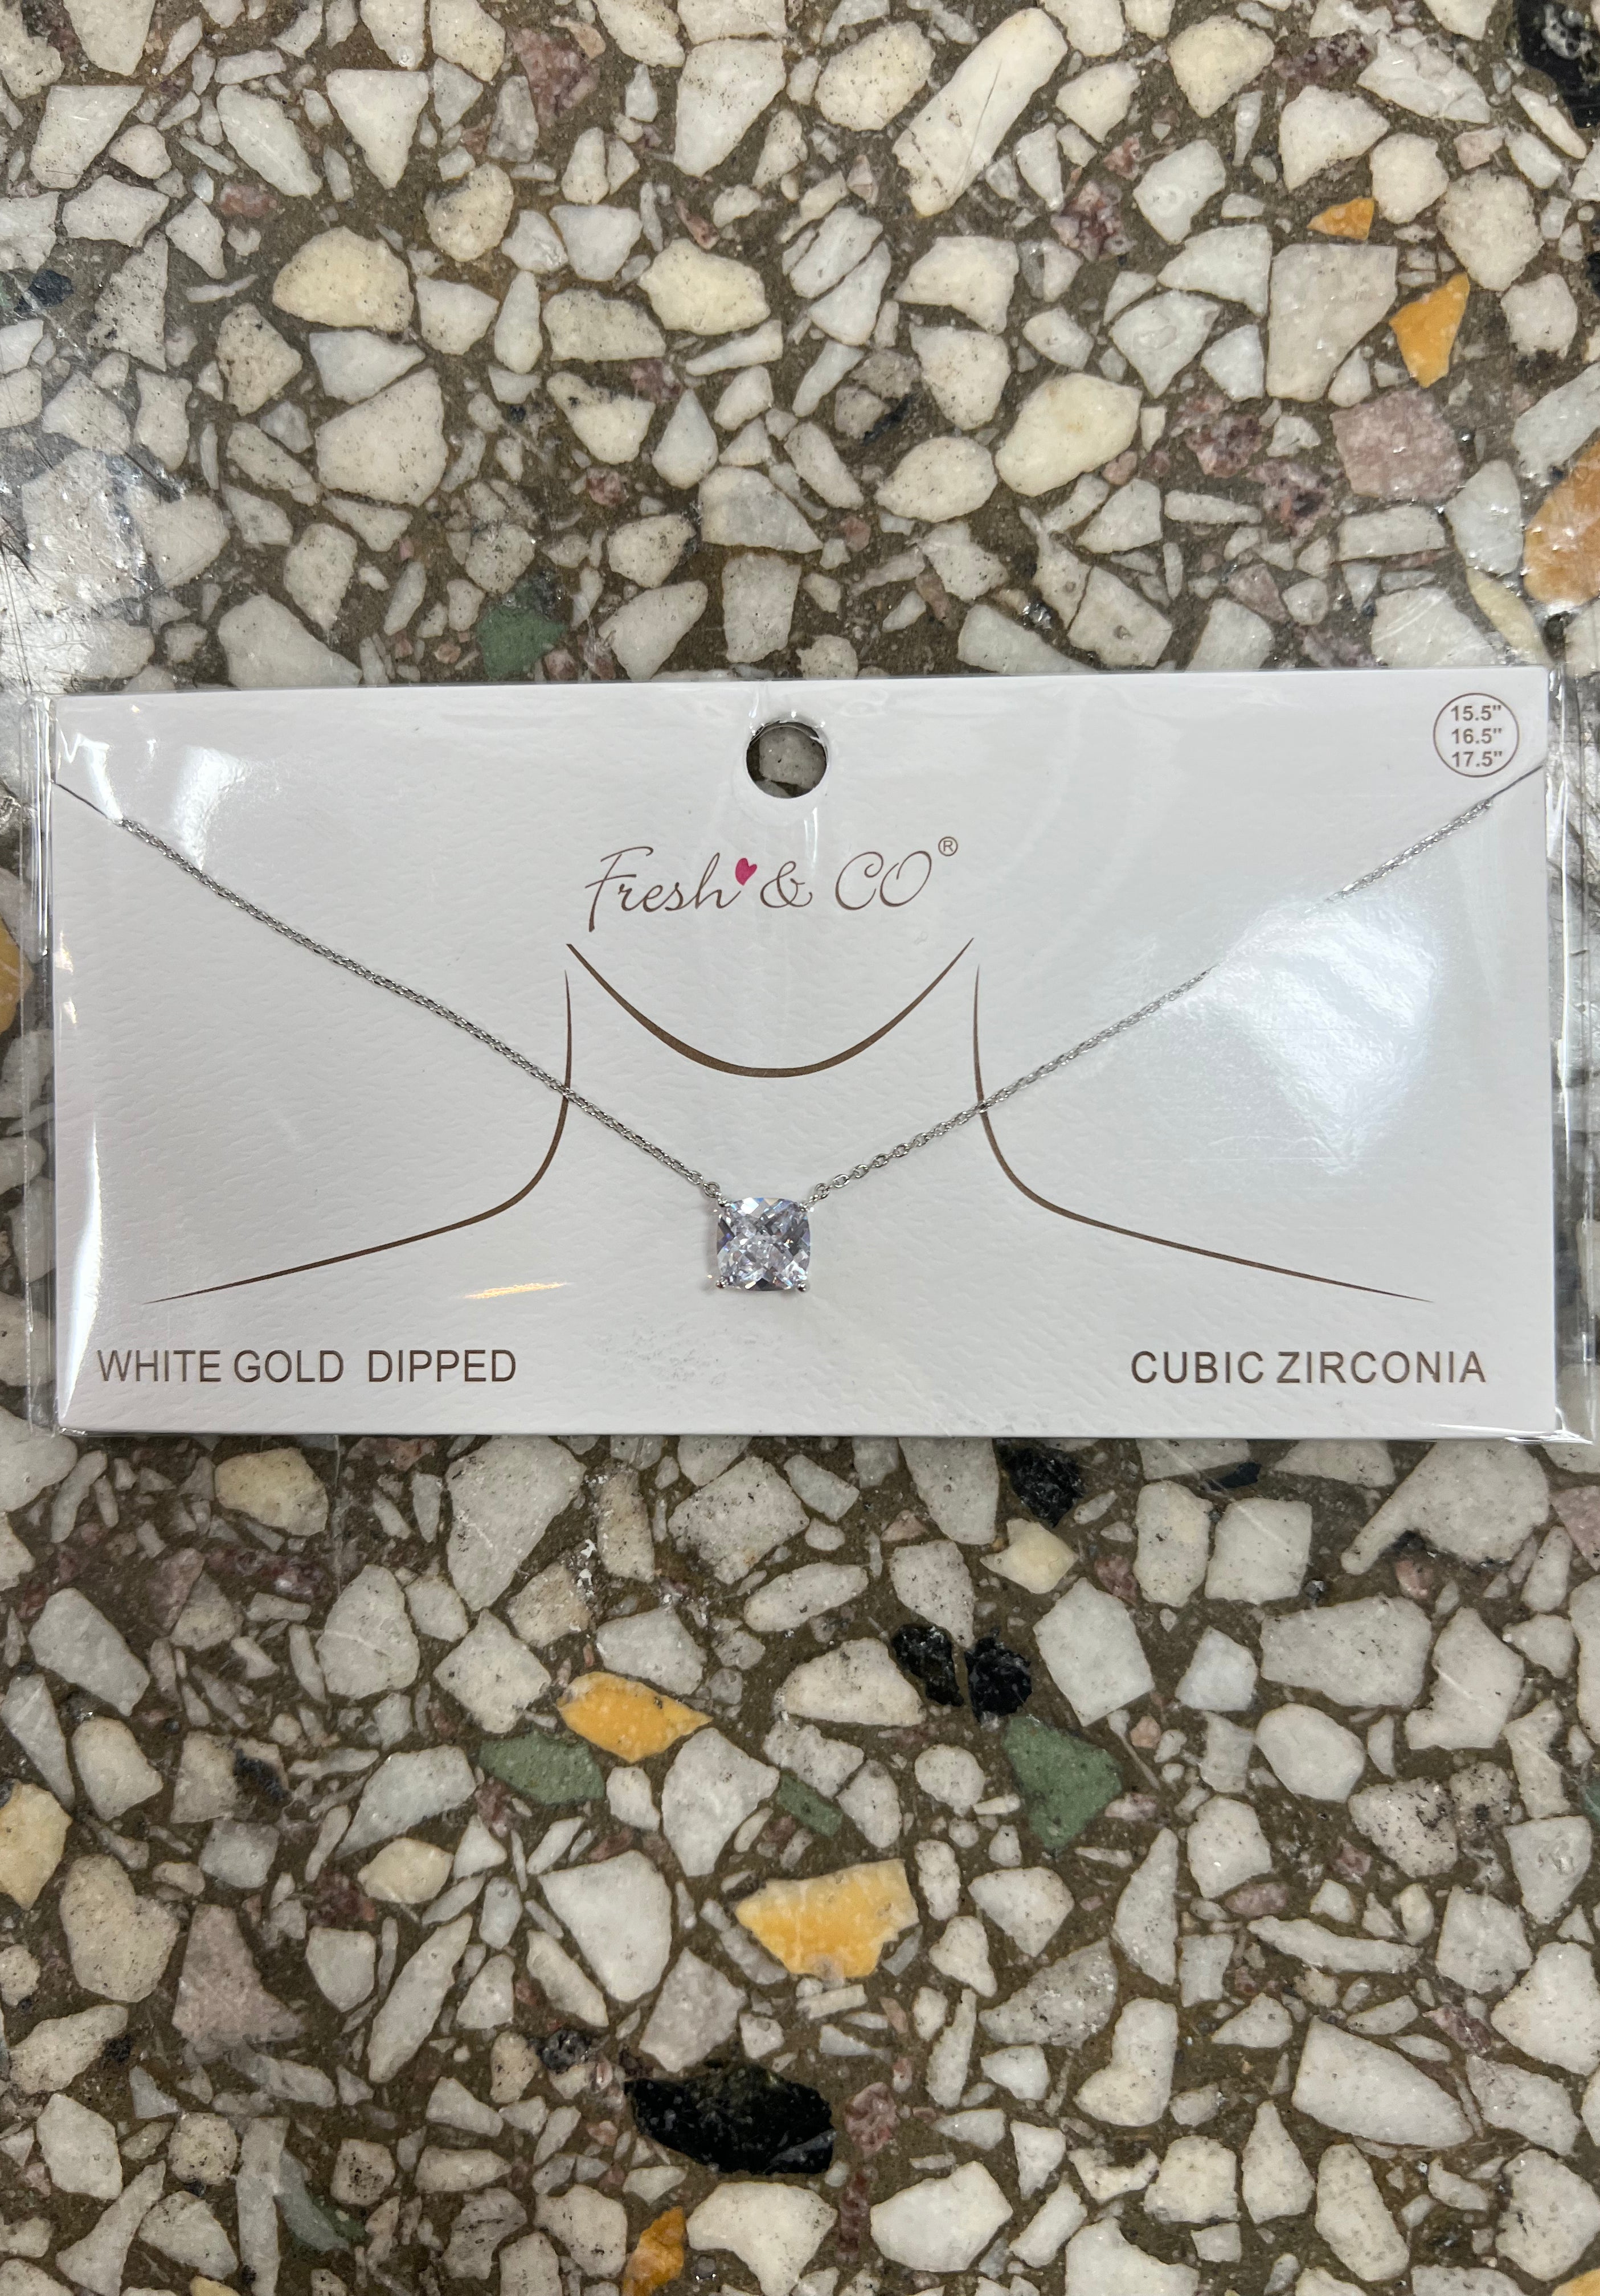 15.5"
16.5"
17.5"
Fresh & CO®
WHITE GOLD DIPPED
CUBIC ZIRCONIA